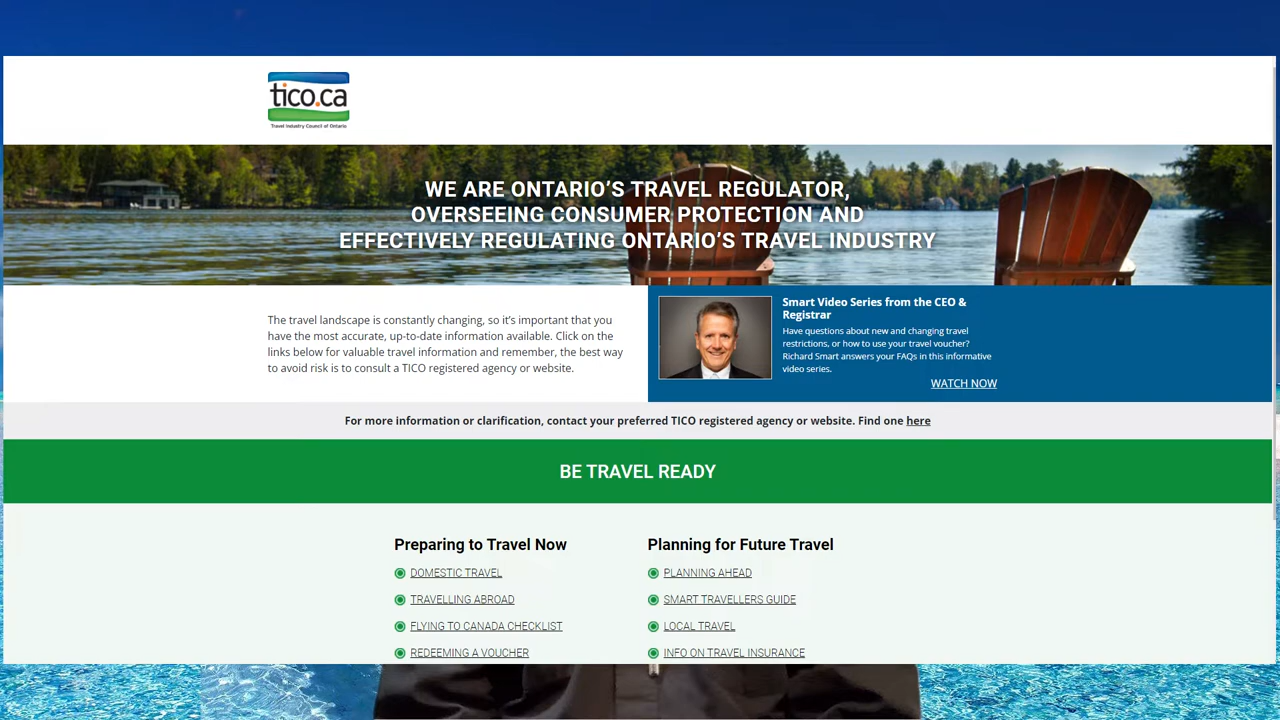 tico.ca
Travel Industry Council of Ontario
WE ARE ONTARIO’S TRAVEL REGULATOR,
OVERSEEING CONSUMER PROTECTION AND
EFFECTIVELY REGULATING ONTARIO’S TRAVEL INDUSTRY
The travel landscape is constantly changing, so it’s important that you
have the most accurate, up-to-date information available. Click on the
links below for valuable travel information and remember, the best way
to avoid risk is to consult a TICO registered agency or website.
Smart Video Series from the CEO &
Registrar
Have questions about new and changing travel
restrictions, or how to use your travel voucher?
Richard Smart answers your FAQs in this informative
video series.
WATCH NOW
For more information or clarification, contact your preferred TICO registered agency or website. Find one here
BE TRAVEL READY
Preparing to Travel Now
DOMESTIC TRAVEL
TRAVELLING ABROAD
FLYING TO CANADA CHECKLIST
REDEEMING A VOUCHER
Planning for Future Travel
PLANNING AHEAD
SMART TRAVELLERS GUIDE
LOCAL TRAVEL
INFO ON TRAVEL INSURANCE